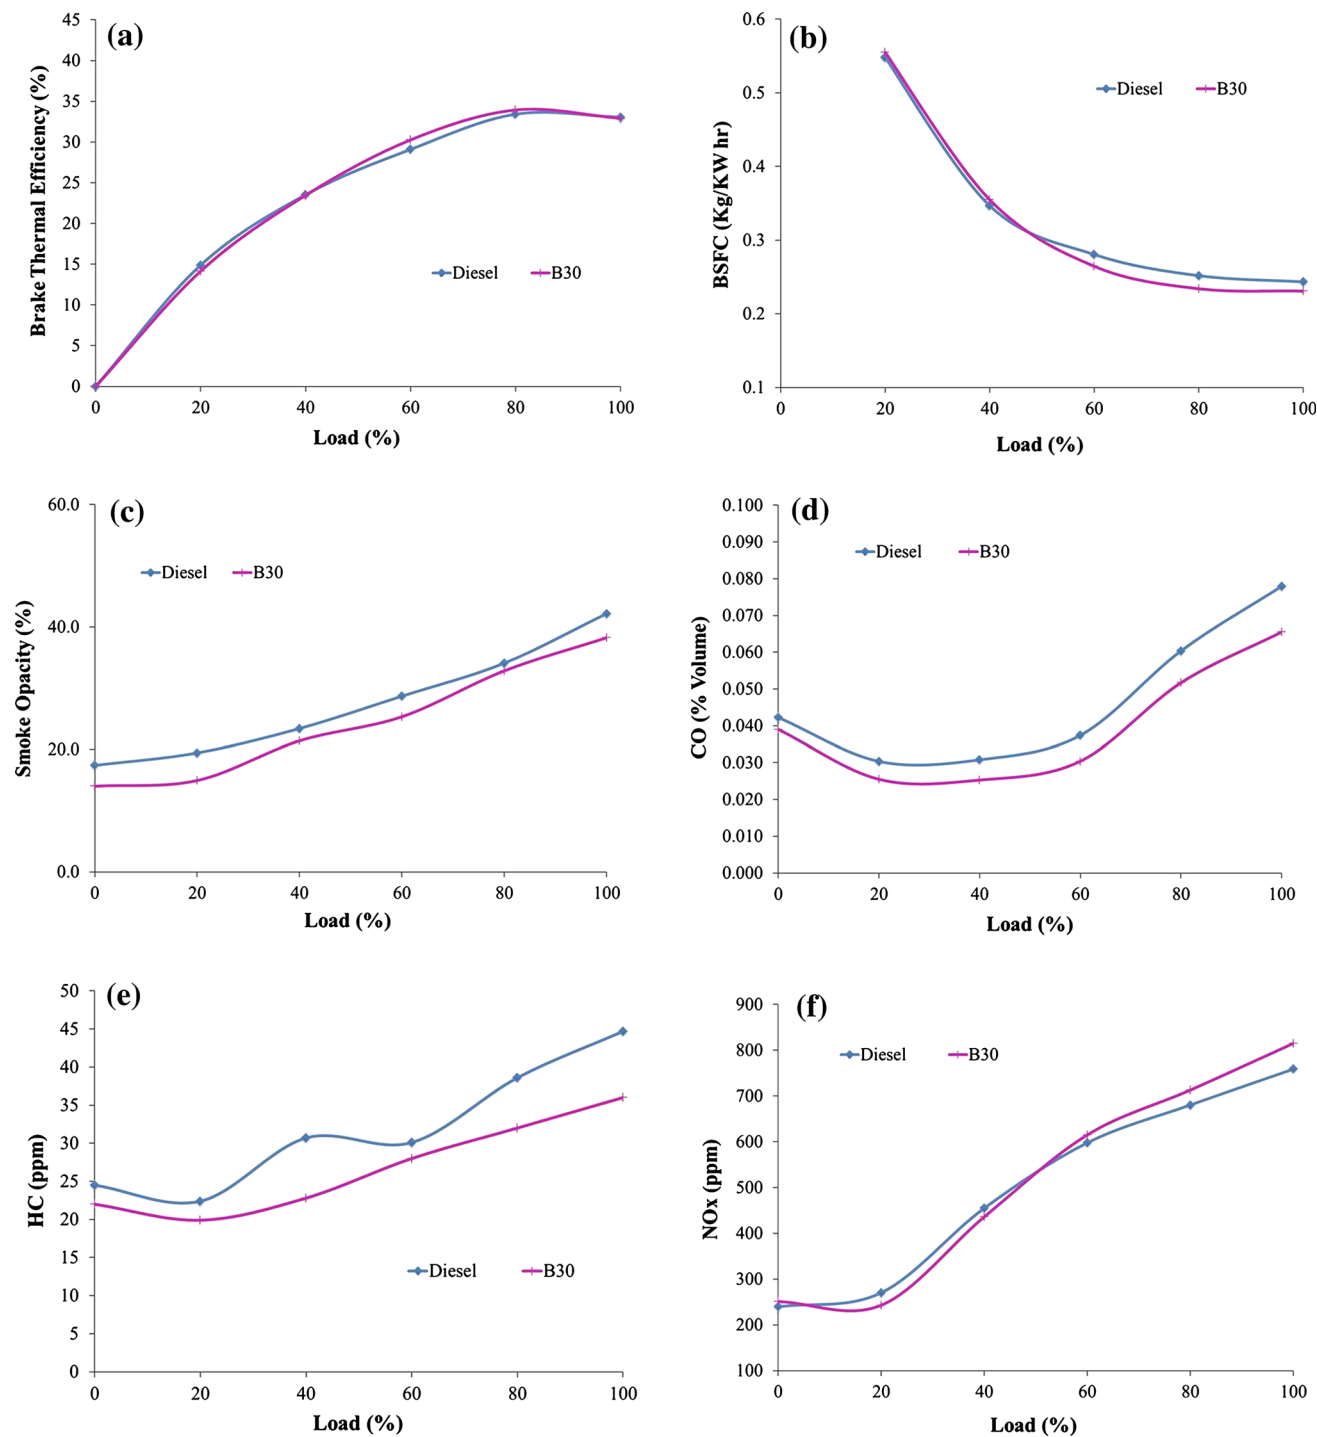 (a)
45
40
35
30
25
20
15
10
5
0
Brake Thermal Efficiency (%)
Diesel B30
0 20 40 60 80 100
Load (%)
(b)
0.6
0.5
0.4
0.3
0.2
0.1
BSFC (Kg/KW hr)
Diesel B30
0 20 40 60 80 100
Load (%)
(c)
60.0
40.0
20.0
0.0
Smoke Opacity (%)
Diesel B30
0 20 40 60 80 100
Load (%)
(d)
0.100
0.090
0.080
0.070
0.060
0.050
0.040
0.030
0.020
0.010
0.000
CO (% Volume)
Diesel B30
0 20 40 60 80 100
Load (%)
(e)
50
45
40
35
30
25
20
15
10
5
0
HC (ppm)
Diesel B30
0 20 40 60 80 100
Load (%)
(f)
900
800
700
600
500
400
300
200
100
NOx (ppm)
Diesel B30
0 20 40 60 80 100
Load (%)